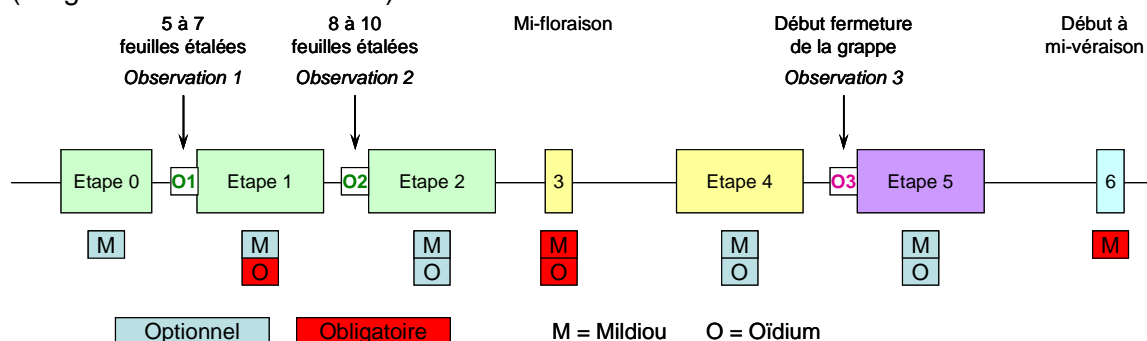 5 à 7
feuilles étalées
Observation 1
8 à 10
feuilles étalées
Observation 2
Mi-floraison
Début fermeture
de la grappe
Observation 3
Début à
mi-véraison
Etape 0
O1
Etape 1
O2
Etape 2
3
Etape 4
O3
Etape 5
6
M
M
O
M
O
M
O
M
O
M
O
M
Optionnel
Obligatoire
M = Mildiou
O = Oïdium